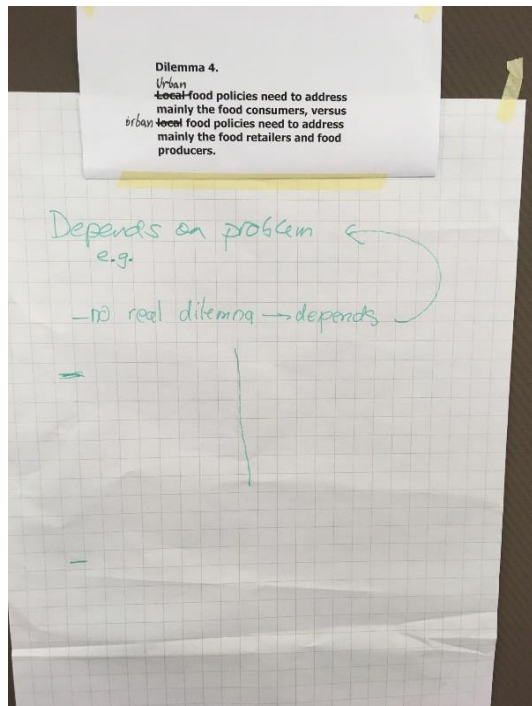 Dilemma 4.
Urban
Local food policies need to address
mainly the food consumers, versus
urban local food policies need to address
mainly the food retailers and food
producers.
Depends on problem
e.g.
- no real dilemna → depends
-
-